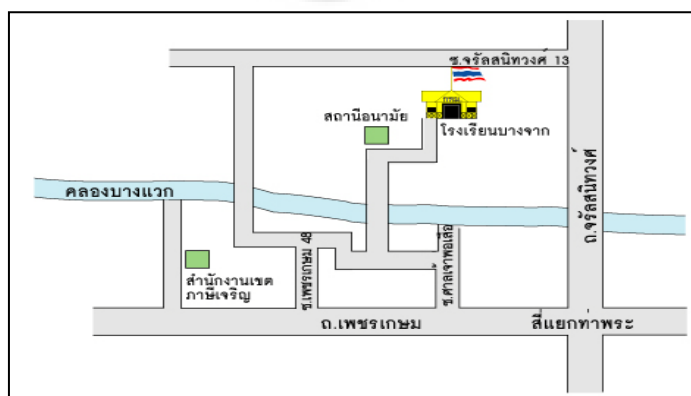 ซ.จรัลสนิทวงศ์ 13
สถานีอนามัย
โรงเรียนบางจาก
คลองบางแวก
ถ.จรัลสนิทวงศ์
ซ.เพชรเกษม 48
ซ.ศาลเจ้าพ่อเสือ
สำนักงานเขต
ภาษีเจริญ
ถ.เพชรเกษม
สี่แยกท่าพระ